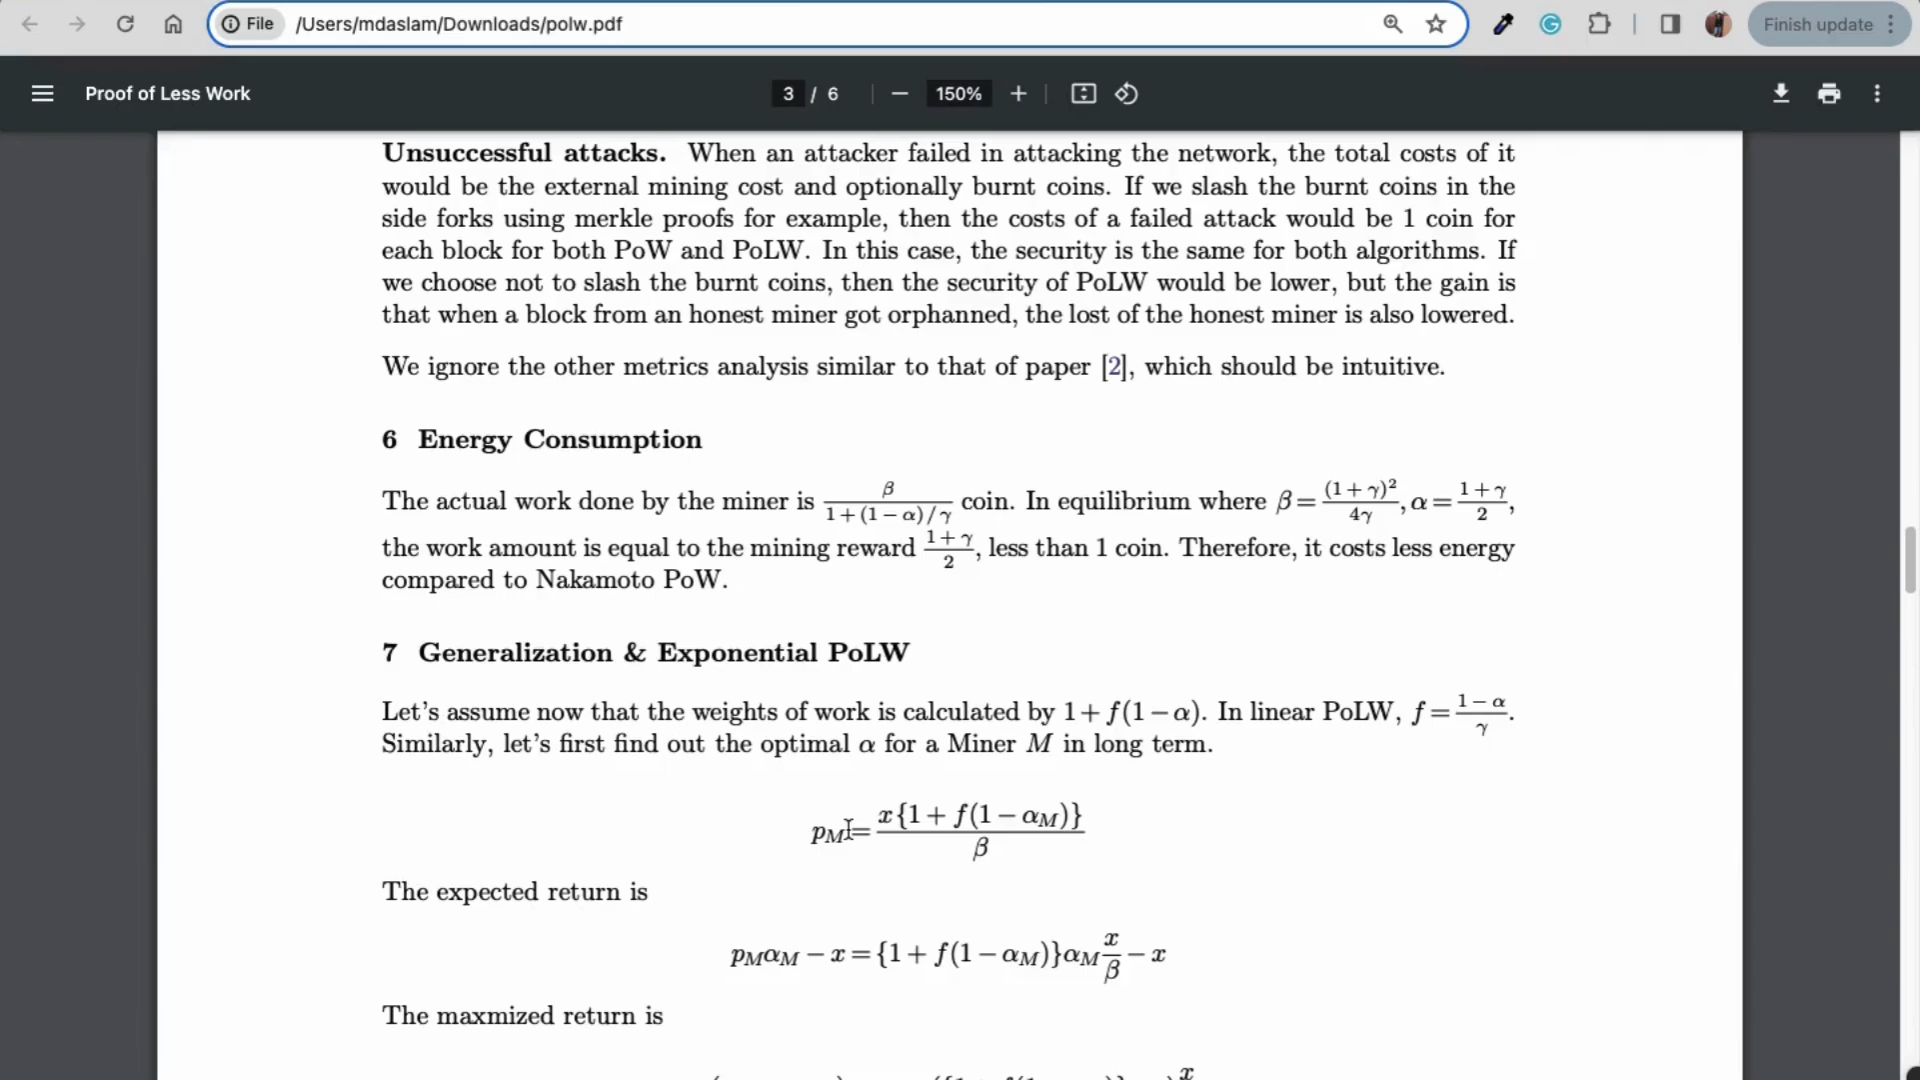 File /Users/mdaslam/Downloads/polw.pdf Finish update
Proof of Less Work 3 / 6 − 150% +
Unsuccessful attacks. When an attacker failed in attacking the network, the total costs of it
would be the external mining cost and optionally burnt coins. If we slash the burnt coins in the
side forks using merkle proofs for example, then the costs of a failed attack would be 1 coin for
each block for both PoW and PoLW. In this case, the security is the same for both algorithms. If
we choose not to slash the burnt coins, then the security of PoLW would be lower, but the gain is
that when a block from an honest miner got orphanned, the lost of the honest miner is also lowered.
We ignore the other metrics analysis similar to that of paper [2], which should be intuitive.
6 Energy Consumption
The actual work done by the miner is β/(1+(1−α)/γ) coin. In equilibrium where β=(1+γ)²/4γ, α=(1+γ)/2,
the work amount is equal to the mining reward (1+γ)/2, less than 1 coin. Therefore, it costs less energy
compared to Nakamoto PoW.
7 Generalization & Exponential PoLW
Let's assume now that the weights of work is calculated by 1+f(1−α). In linear PoLW, f=(1−α)/γ.
Similarly, let's first find out the optimal α for a Miner M in long term.
p_M = x{1+f(1−α_M)}/β
The expected return is
p_Mα_M − x = {1+f(1−α_M)}α_M x/β − x
The maxmized return is